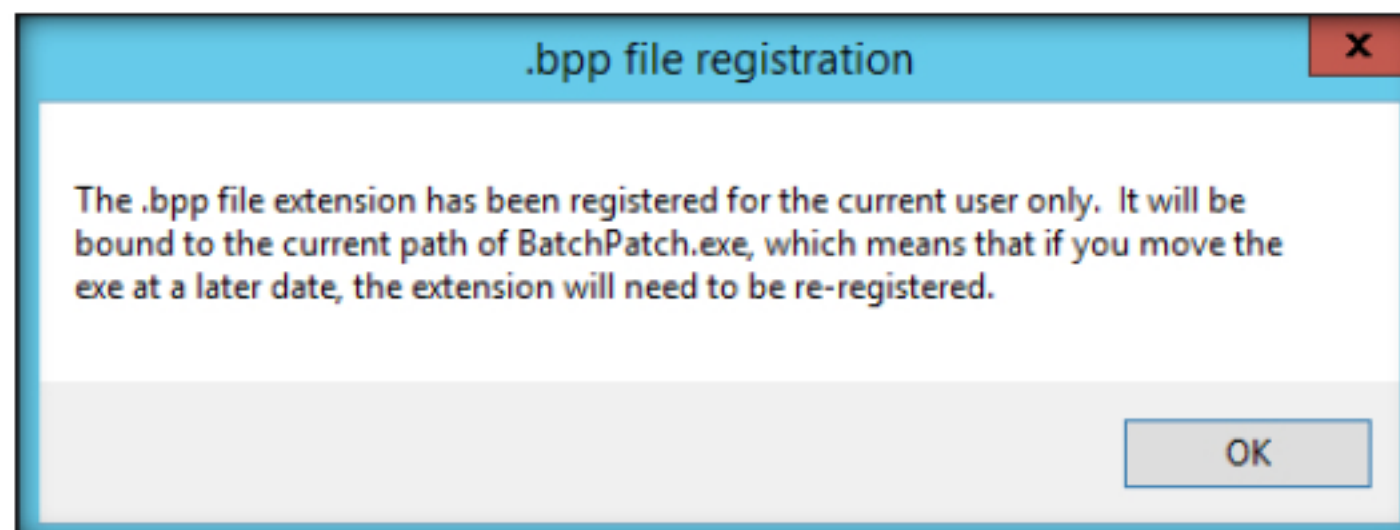 .bpp file registration
x
The .bpp file extension has been registered for the current user only.  It will be
bound to the current path of BatchPatch.exe, which means that if you move the
exe at a later date, the extension will need to be re-registered.
OK